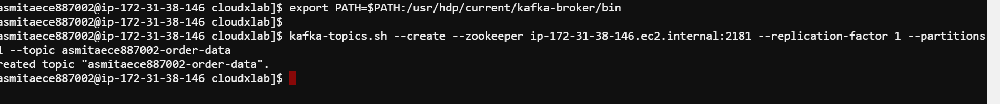 asmitaece887002@ip-172-31-38-146 cloudxlab]$ export PATH=$PATH:/usr/hdp/current/kafka-broker/bin
asmitaece887002@ip-172-31-38-146 cloudxlab]$
asmitaece887002@ip-172-31-38-146 cloudxlab]$ kafka-topics.sh --create --zookeeper ip-172-31-38-146.ec2.internal:2181 --replication-factor 1 --partitions
1 --topic asmitaece887002-order-data
reated topic "asmitaece887002-order-data".
asmitaece887002@ip-172-31-38-146 cloudxlab]$